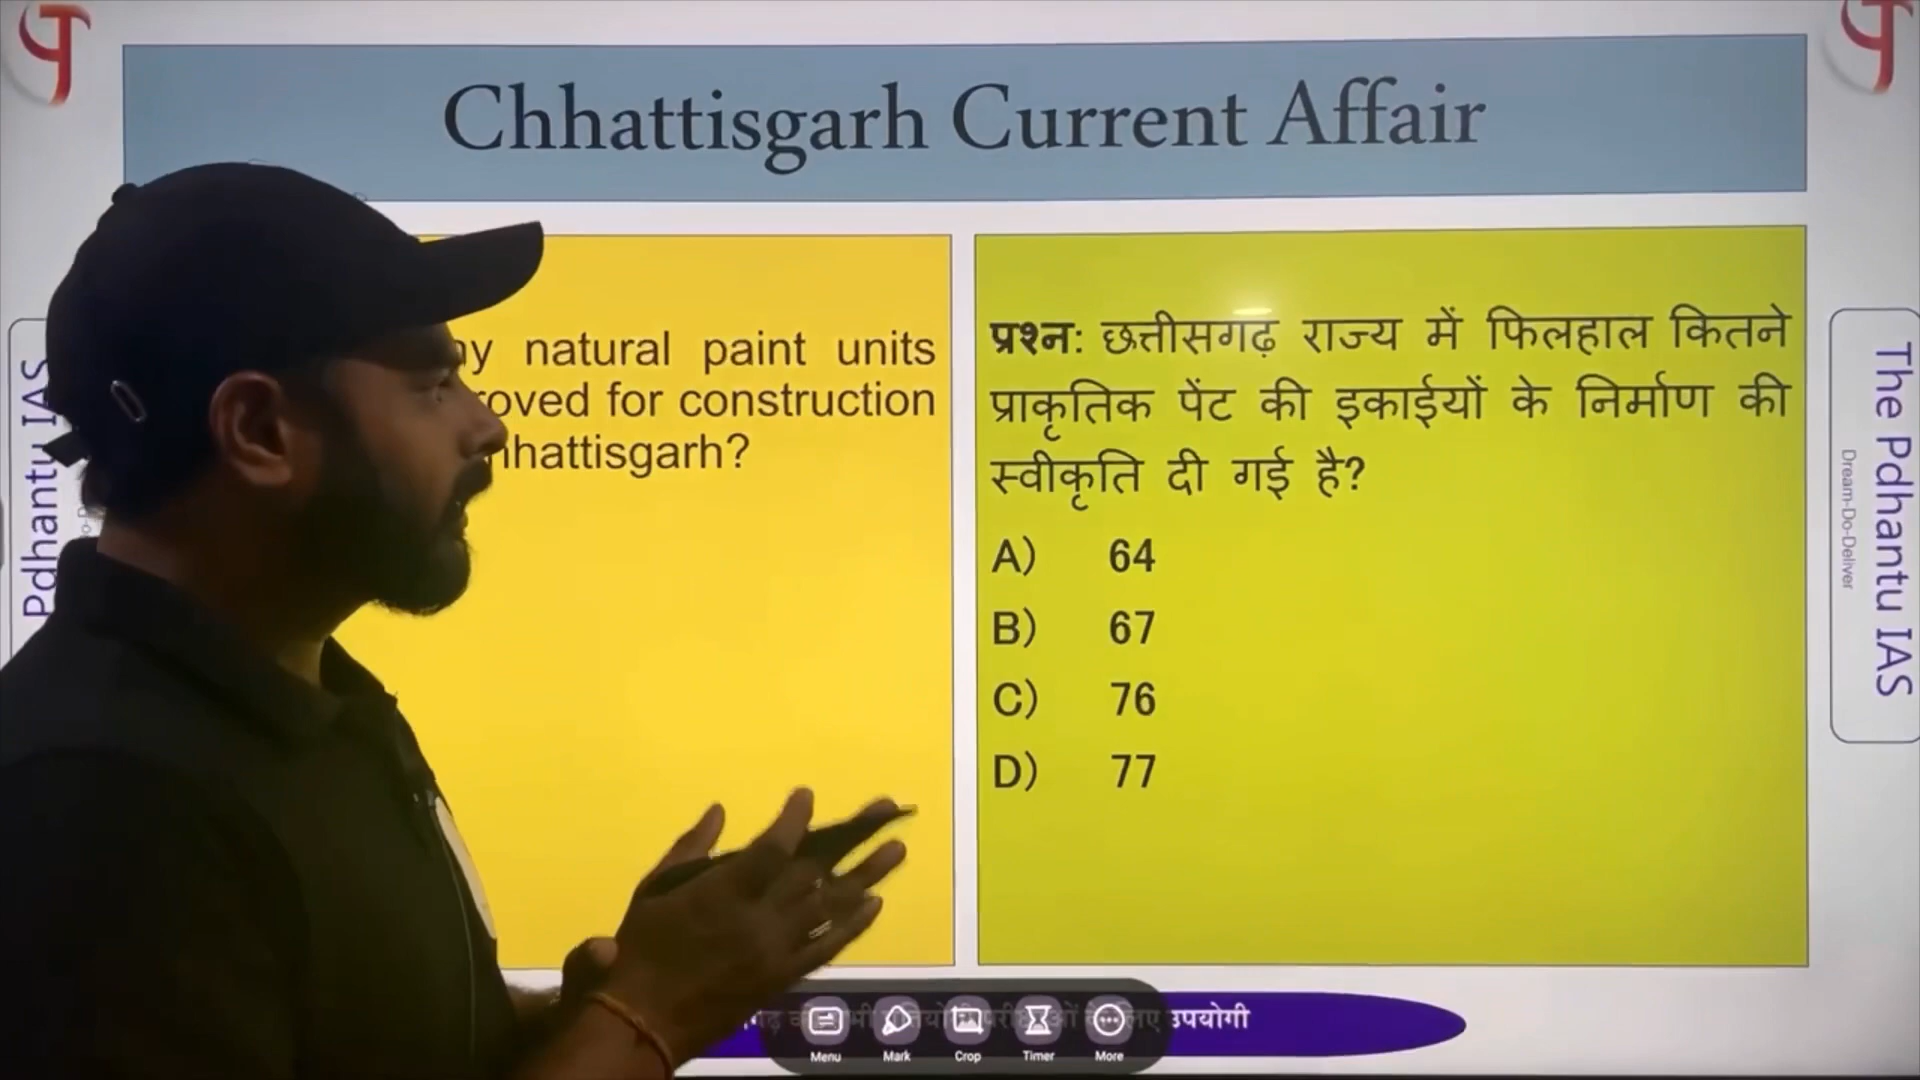 Chhattisgarh Current Affair
natural paint units
for construction
प्रश्न: छत्तीसगढ़ राज्य में फिलहाल कितने
प्राकृतिक पेंट की इकाईयों के निर्माण की
स्वीकृति दी गई है?
A) 64
B) 67
C) 76
D) 77
Pdhantu IAS
The Pdhantu IAS
Dream-Do-Deliver
उपयोगी
Menu
Mark
Crop
Timer
More